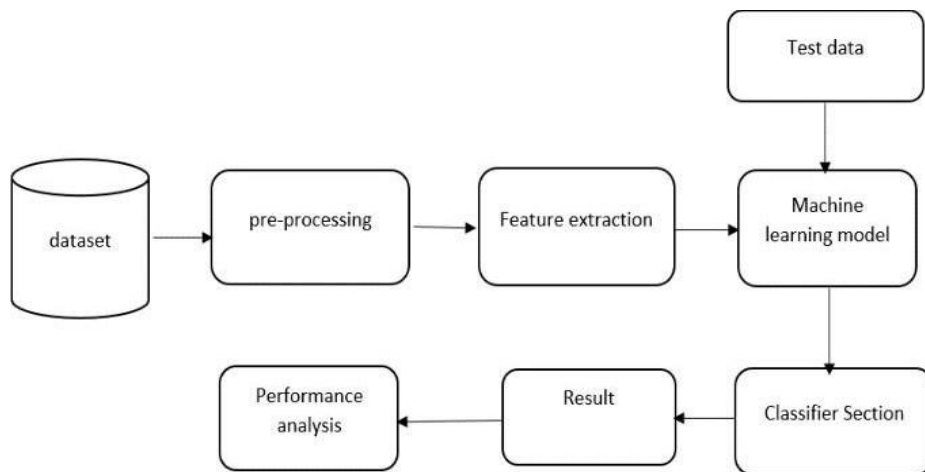 Test data
dataset
pre-processing
Feature extraction
Machine
learning model
Performance
analysis
Result
Classifier Section